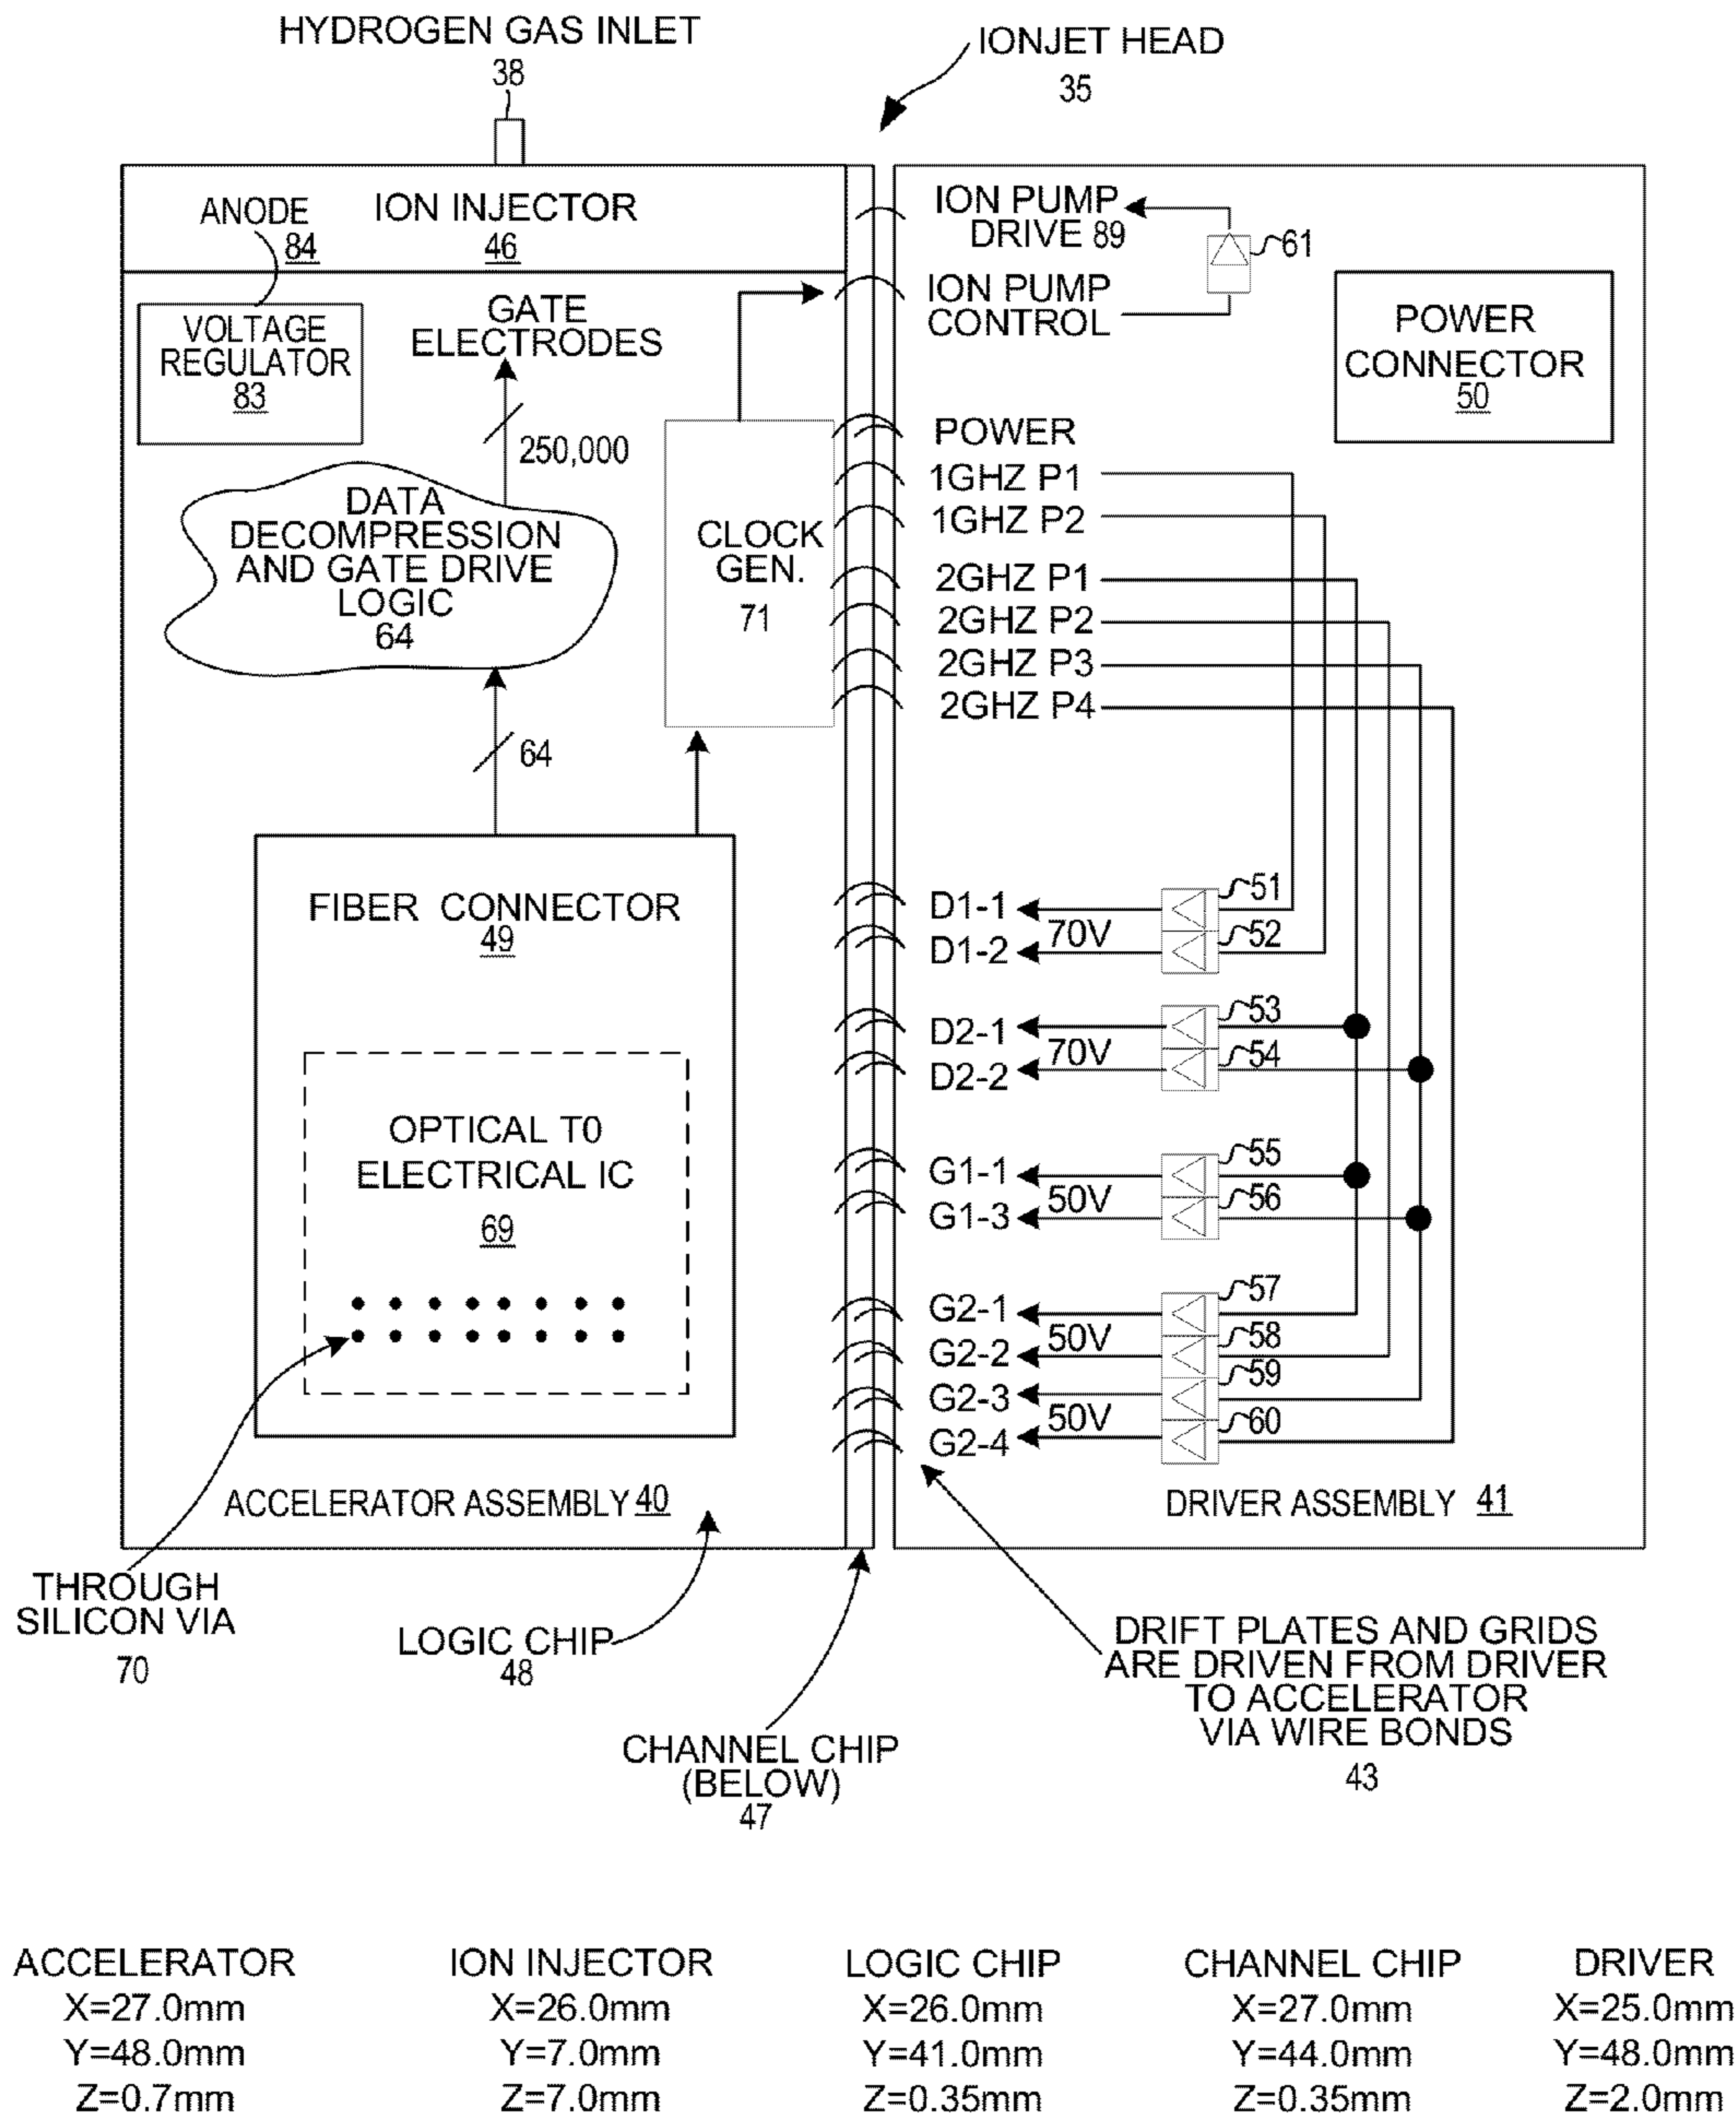 HYDROGEN GAS INLET
38
IONJET HEAD
35
ANODE
84
ION INJECTOR
46
VOLTAGE
REGULATOR
83
GATE
ELECTRODES
250,000
DATA
DECOMPRESSION
AND GATE DRIVE
LOGIC
64
CLOCK
GEN.
71
64
FIBER CONNECTOR
49
OPTICAL T0
ELECTRICAL IC
69
ACCELERATOR ASSEMBLY 40
ION PUMP
DRIVE 89
61
ION PUMP
CONTROL
POWER
CONNECTOR
50
POWER
1GHZ P1
1GHZ P2
2GHZ P1
2GHZ P2
2GHZ P3
2GHZ P4
D1-1
51
70V
D1-2
52
D2-1
53
70V
D2-2
54
G1-1
55
50V
G1-3
56
G2-1
57
50V
G2-2
58
G2-3
59
50V
G2-4
60
DRIVER ASSEMBLY 41
THROUGH
SILICON VIA
70
LOGIC CHIP
48
CHANNEL CHIP
(BELOW)
47
DRIFT PLATES AND GRIDS
ARE DRIVEN FROM DRIVER
TO ACCELERATOR
VIA WIRE BONDS
43
ACCELERATOR
X=27.0mm
Y=48.0mm
Z=0.7mm
ION INJECTOR
X=26.0mm
Y=7.0mm
Z=7.0mm
LOGIC CHIP
X=26.0mm
Y=41.0mm
Z=0.35mm
CHANNEL CHIP
X=27.0mm
Y=44.0mm
Z=0.35mm
DRIVER
X=25.0mm
Y=48.0mm
Z=2.0mm